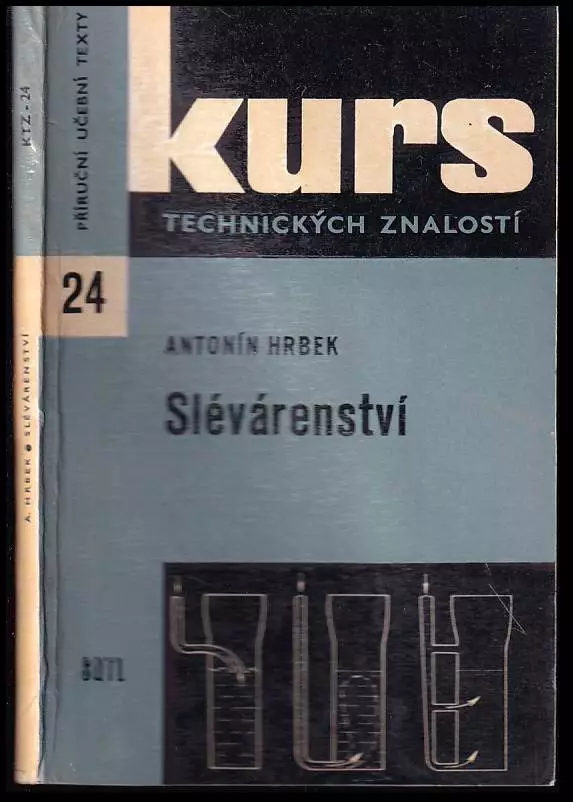 A. HRBEK • SLÉVÁRENSTVÍ KTZ - 24
PŘÍRUČNÍ UČEBNÍ TEXTY
kurs
TECHNICKÝCH ZNALOSTÍ
24
ANTONÍN HRBEK
Slévárenství
SNTL